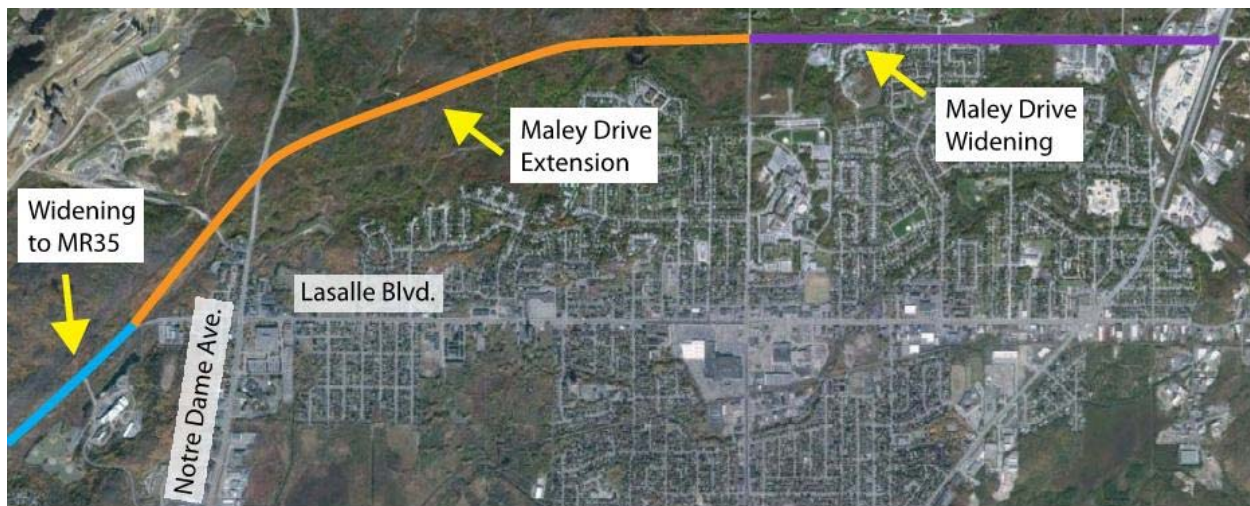 Maley Drive
Extension
Maley Drive
Widening
Widening
to MR35
Lasalle Blvd.
Notre Dame Ave.